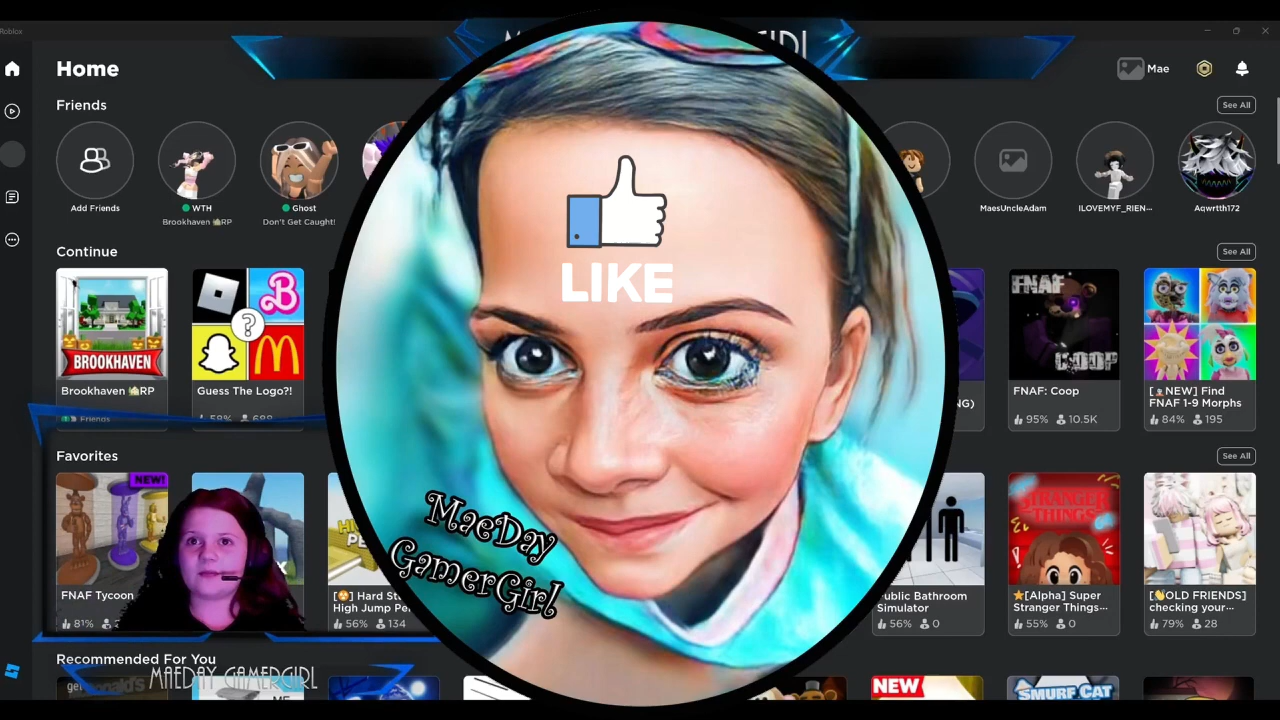 Roblox
Home
Mae
Friends
See All
Add Friends
WTH
Brookhaven RP
Ghost
Don't Get Caught!
MaesUncleAdam
ILOVEMYF_RIEN...
Aqwrtth172
LIKE
Continue
See All
BROOKHAVEN
Brookhaven RP
Friends
B
?
Guess The Logo?!
58% 688
FNAF
COOP
FNAF: Coop
95% 10.5K
[NEW] Find
FNAF 1-9 Morphs
84% 195
MaeDay
GamerGirl
Favorites
See All
NEW!
FNAF Tycoon
81%
High Jump Pe
56% 134
Public Bathroom
Simulator
56% 0
STRANGER
THINGS
[Alpha] Super
Stranger Things...
55% 0
[OLD FRIENDS]
checking your...
79% 28
Recommended For You
MAEDAY GAMERGIRL
NEW
SMURF CAT